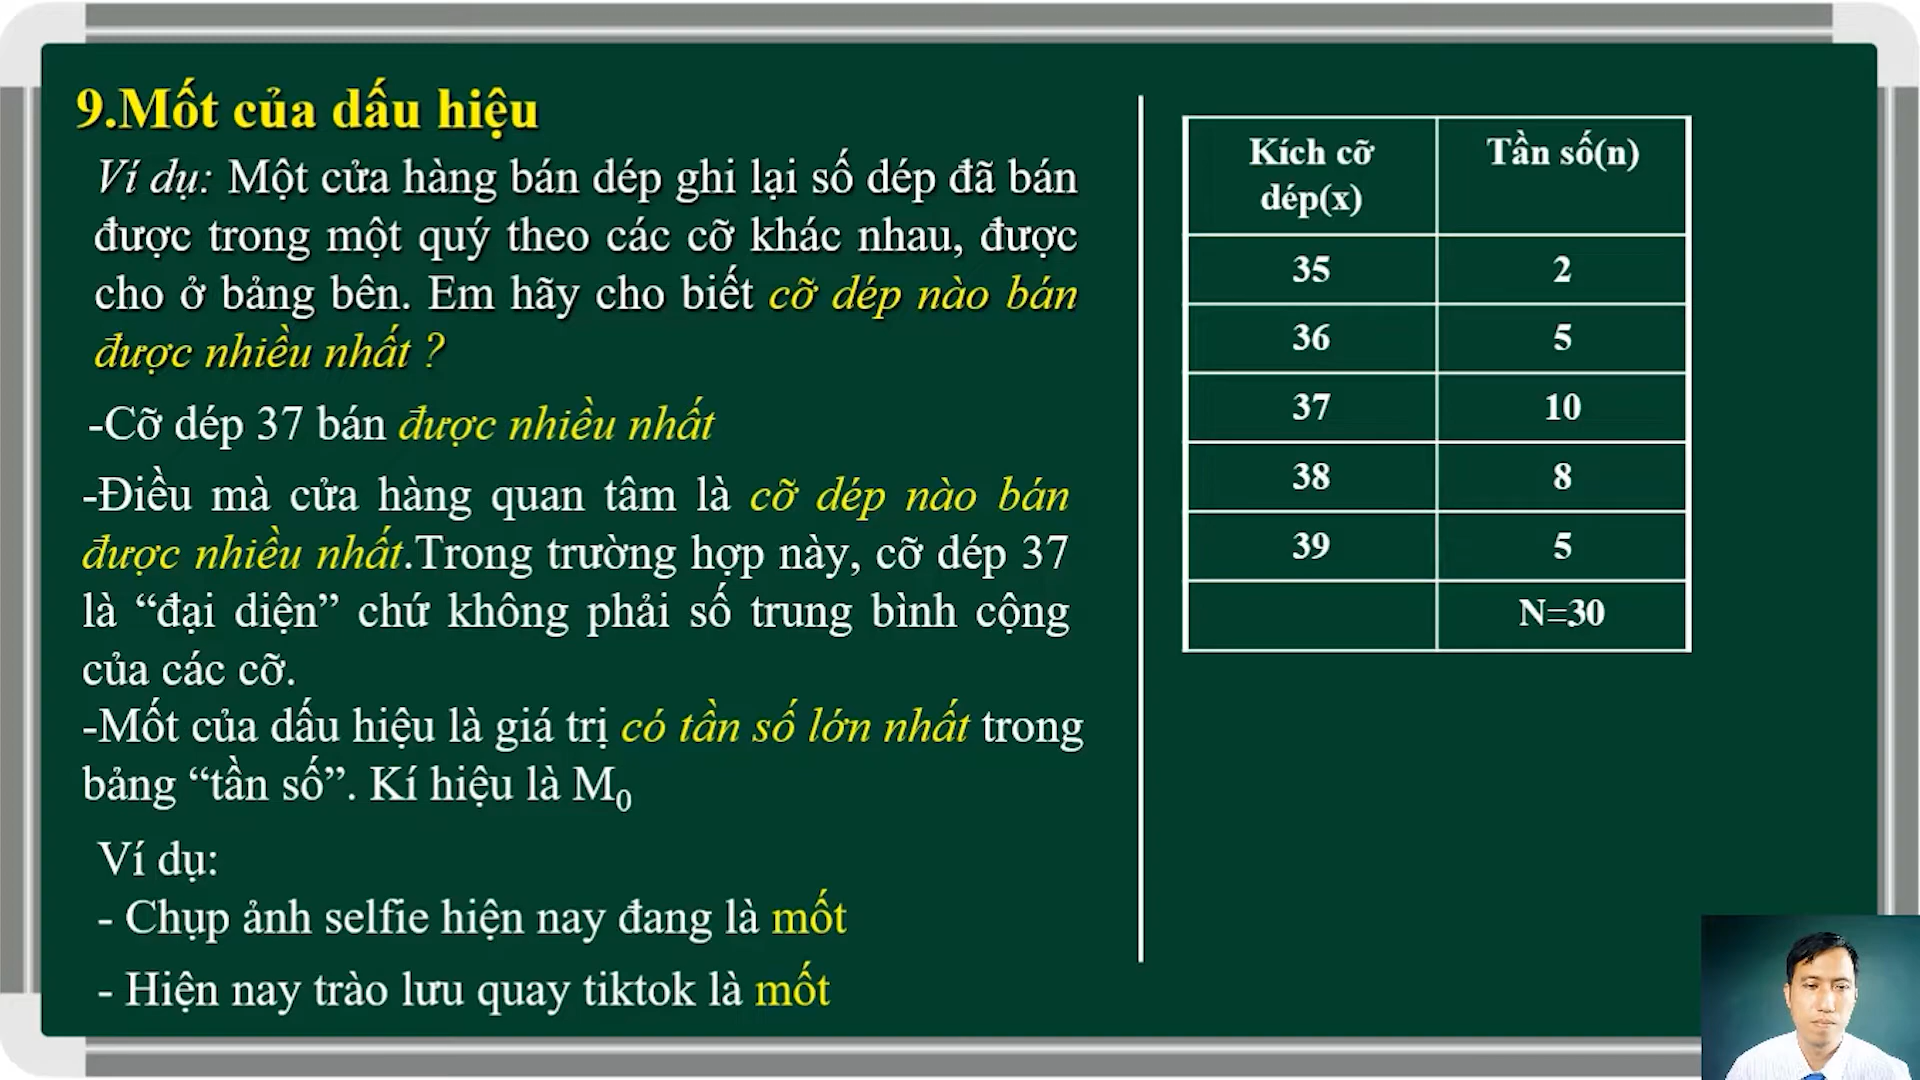 9.Mốt của dấu hiệu
Ví dụ: Một cửa hàng bán dép ghi lại số dép đã bán
được trong một quý theo các cỡ khác nhau, được
cho ở bảng bên. Em hãy cho biết cỡ dép nào bán
được nhiều nhất ?
-Cỡ dép 37 bán được nhiều nhất
-Điều mà cửa hàng quan tâm là cỡ dép nào bán
được nhiều nhất.Trong trường hợp này, cỡ dép 37
là “đại diện” chứ không phải số trung bình cộng
của các cỡ.
-Mốt của dấu hiệu là giá trị có tần số lớn nhất trong
bảng “tần số”. Kí hiệu là M₀
Ví dụ:
- Chụp ảnh selfie hiện nay đang là mốt
- Hiện nay trào lưu quay tiktok là mốt
Kích cỡ dép(x) Tần số(n)
35 2
36 5
37 10
38 8
39 5
N=30